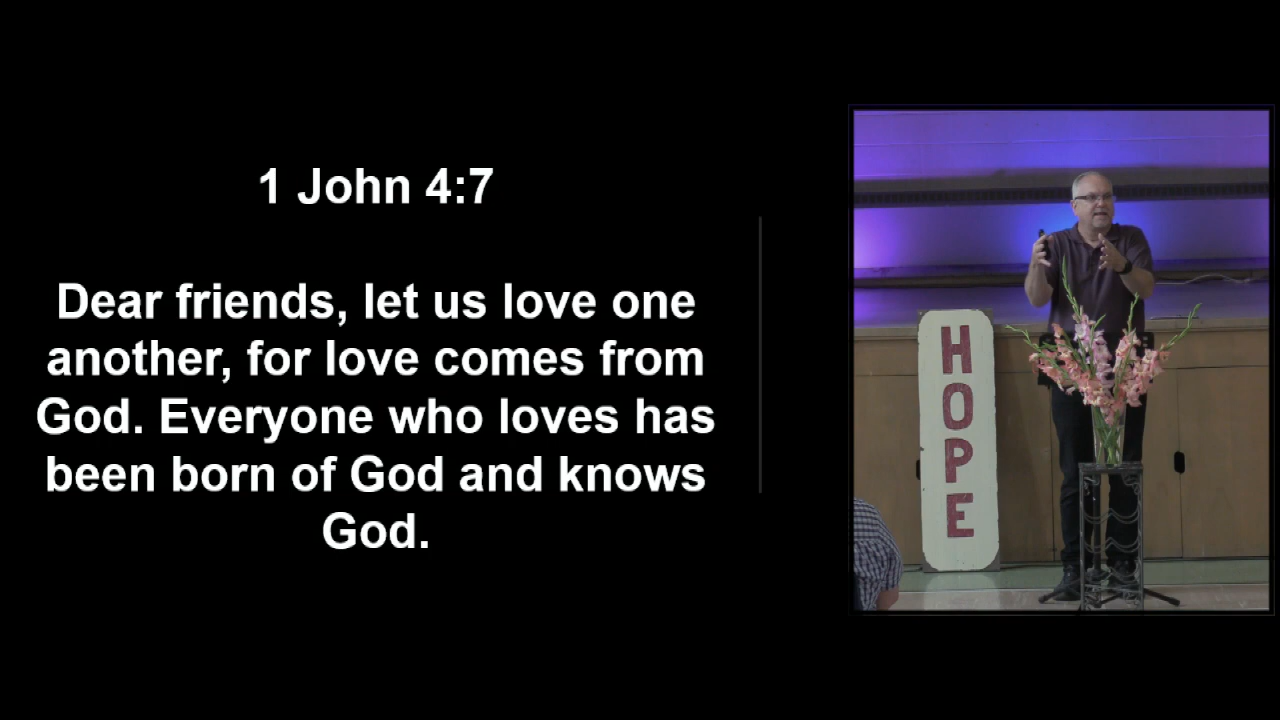 1 John 4:7
Dear friends, let us love one
another, for love comes from
God. Everyone who loves has
been born of God and knows
God.
HOPE